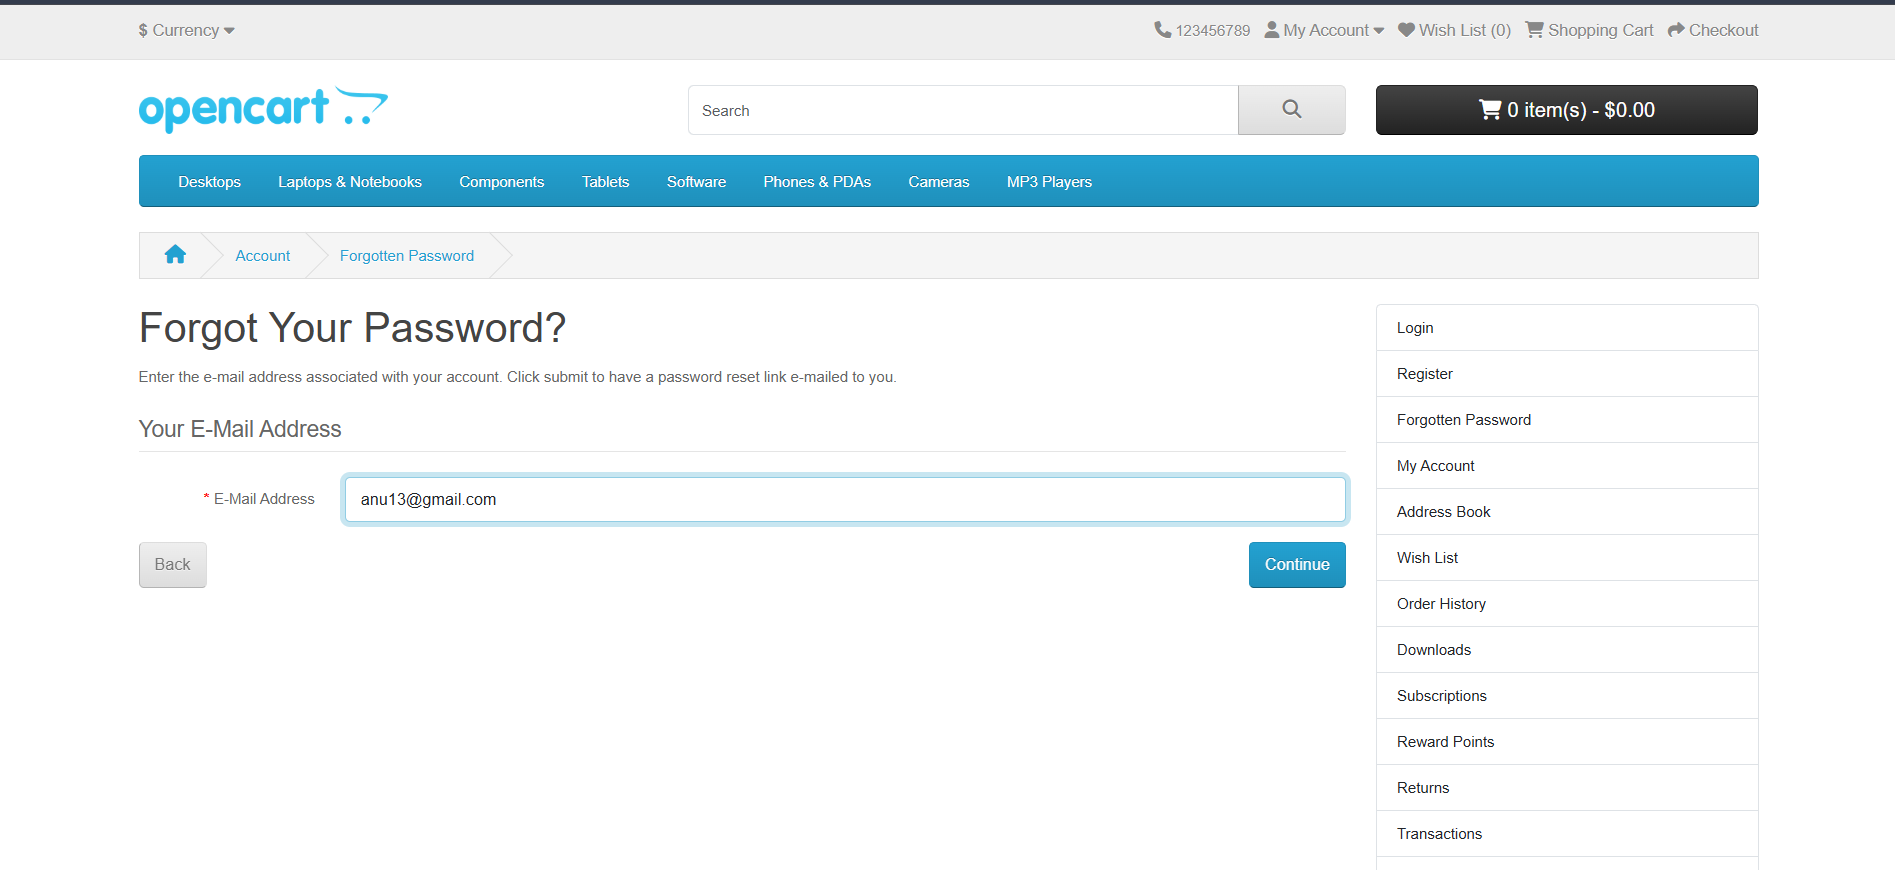 $ Currency
123456789 My Account Wish List (0) Shopping Cart Checkout
opencart
Search
0 item(s) - $0.00
Desktops Laptops & Notebooks Components Tablets Software Phones & PDAs Cameras MP3 Players
Account Forgotten Password
Forgot Your Password?
Enter the e-mail address associated with your account. Click submit to have a password reset link e-mailed to you.
Your E-Mail Address
* E-Mail Address anu13@gmail.com
Back Continue
Login
Register
Forgotten Password
My Account
Address Book
Wish List
Order History
Downloads
Subscriptions
Reward Points
Returns
Transactions